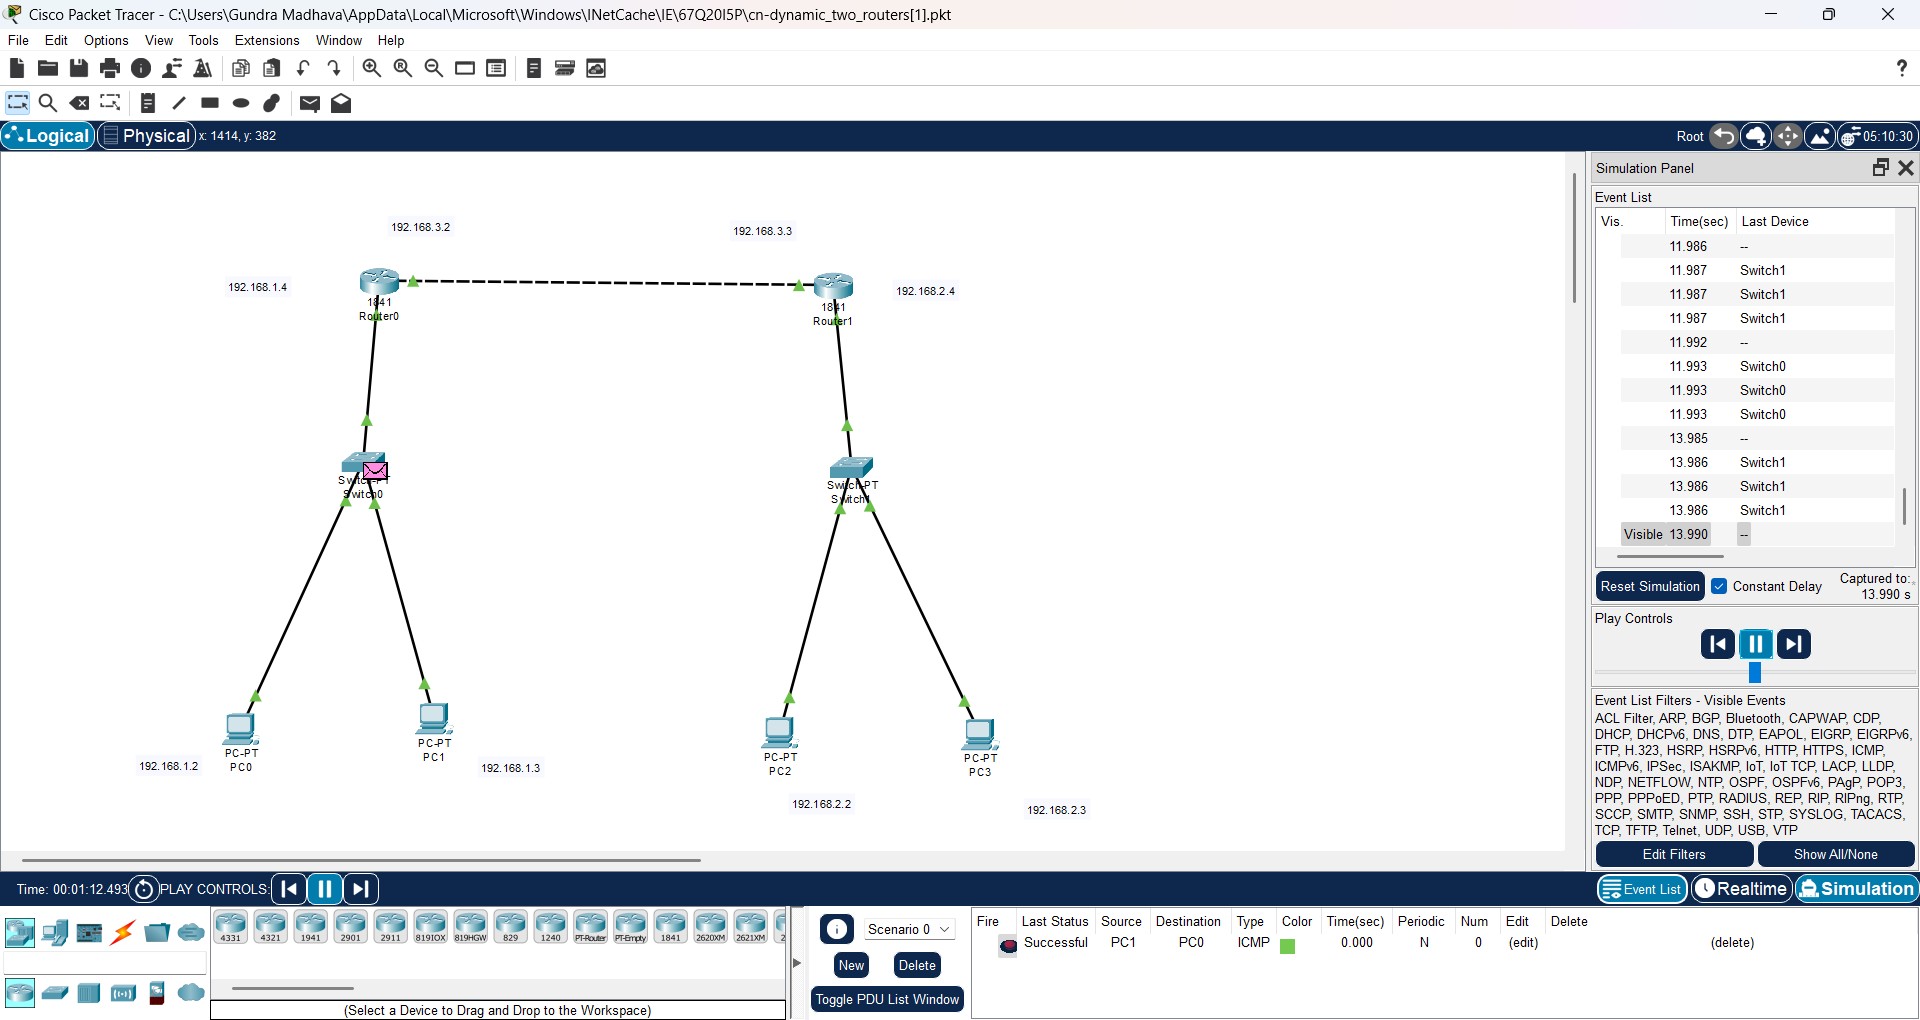 Cisco Packet Tracer - C:\Users\Gundra Madhava\AppData\Local\Microsoft\Windows\INetCache\IE\67Q20I5P\cn-dynamic_two_routers[1].pkt
File Edit Options View Tools Extensions Window Help
Logical Physical x: 1414, y: 382 Root 05:10:30
192.168.3.2
192.168.3.3
192.168.1.4
192.168.2.4
1841
Router0
1841
Router1
Switch-PT
Switch0
Switch-PT
Switch1
PC-PT
PC0
PC-PT
PC1
PC-PT
PC2
PC-PT
PC3
192.168.1.2
192.168.1.3
192.168.2.2
192.168.2.3
Simulation Panel
Event List
Vis. Time(sec) Last Device
11.986 --
11.987 Switch1
11.987 Switch1
11.987 Switch1
11.992 --
11.993 Switch0
11.993 Switch0
11.993 Switch0
13.985 --
13.986 Switch1
13.986 Switch1
13.986 Switch1
Visible 13.990 --
Reset Simulation Constant Delay Captured to:
13.990 s
Play Controls
Event List Filters - Visible Events
ACL Filter, ARP, BGP, Bluetooth, CAPWAP, CDP,
DHCP, DHCPv6, DNS, DTP, EAPOL, EIGRP, EIGRPv6,
FTP, H.323, HSRP, HSRPv6, HTTP, HTTPS, ICMP,
ICMPv6, IPSec, ISAKMP, IoT, IoT TCP, LACP, LLDP,
NDP, NETFLOW, NTP, OSPF, OSPFv6, PAgP, POP3,
PPP, PPPoED, PTP, RADIUS, REP, RIP, RIPng, RTP,
SCCP, SMTP, SNMP, SSH, STP, SYSLOG, TACACS,
TCP, TFTP, Telnet, UDP, USB, VTP
Edit Filters Show All/None
Time: 00:01:12.493 PLAY CONTROLS:
Event List Realtime Simulation
4331 4321 1941 2901 2911 819IOX 819HGW 829 1240 PT-Router PT-Empty 1841 2620XM 2621XM 2
(Select a Device to Drag and Drop to the Workspace)
Scenario 0
New Delete
Toggle PDU List Window
Fire Last Status Source Destination Type Color Time(sec) Periodic Num Edit Delete
Successful PC1 PC0 ICMP 0.000 N 0 (edit) (delete)